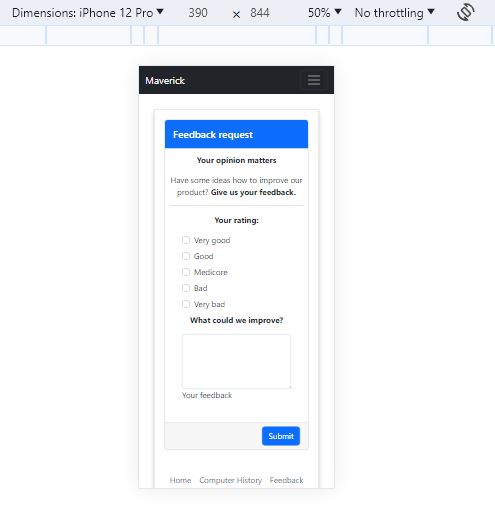 Dimensions: iPhone 12 Pro ▼ 390 × 844 50% ▼ No throttling ▼
Maverick
Feedback request
Your opinion matters
Have some ideas how to improve our
product? Give us your feedback.
Your rating:
Very good
Good
Medicore
Bad
Very bad
What could we improve?
Your feedback
Submit
Home Computer History Feedback